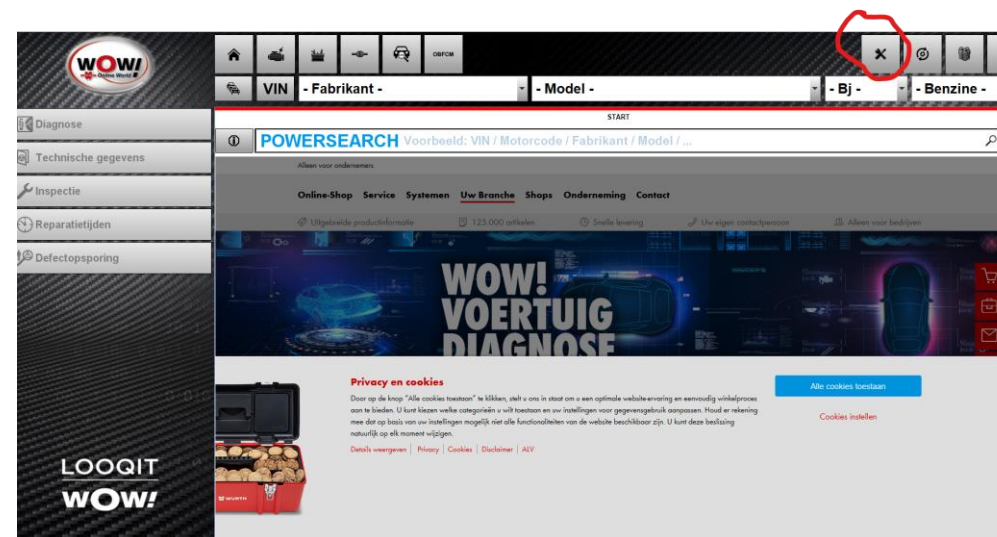 WOW!
Online World
OBFCM
VIN - Fabrikant - - Model - - Bj - - Benzine -
START
POWERSEARCH Voorbeeld: VIN / Motorcode / Fabrikant / Model / ...
Diagnose
Technische gegevens
Inspectie
Reparatietijden
Defectopsporing
Alleen voor ondernemers
Online-Shop Service Systemen Uw Branche Shops Onderneming Contact
Uitgebreide productinformatie 125.000 artikelen Snelle levering Uw eigen contactpersoon Alleen voor bedrijven
WOW!
VOERTUIG
DIAGNOSE
Privacy en cookies
Door op de knop "Alle cookies toestaan" te klikken, stelt u ons in staat om u een optimale website-ervaring en eenvoudig winkelproces
aan te bieden. U kunt kiezen welke categorieën u wilt toestaan en uw instellingen voor gegevensgebruik aanpassen. Houd er rekening
mee dat op basis van uw instellingen mogelijk niet alle functionaliteiten van de website beschikbaar zijn. U kunt deze beslissing
natuurlijk op elk moment wijzigen.
Details weergeven | Privacy | Cookies | Disclaimer | ALV
Alle cookies toestaan
Cookies instellen
WURTH
LOOQIT
WOW!